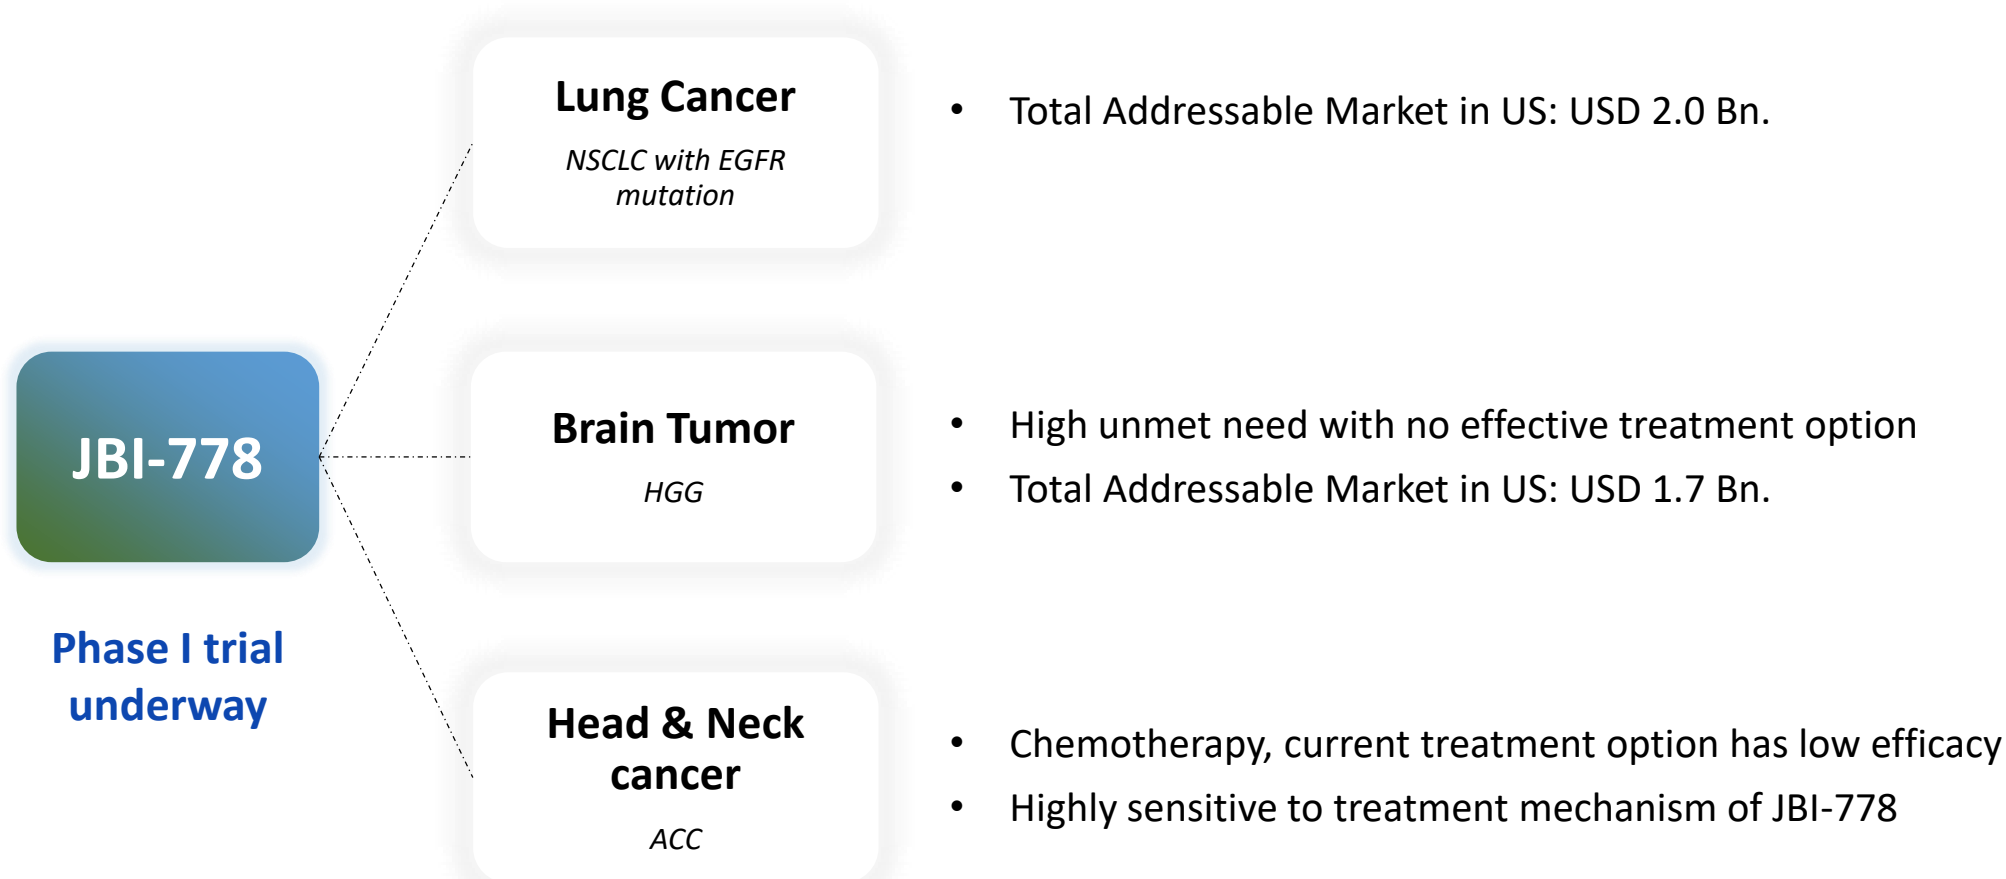 JBI-778
Phase I trial
underway
Lung Cancer
NSCLC with EGFR
mutation
• Total Addressable Market in US: USD 2.0 Bn.
Brain Tumor
HGG
• High unmet need with no effective treatment option
• Total Addressable Market in US: USD 1.7 Bn.
Head & Neck
cancer
ACC
• Chemotherapy, current treatment option has low efficacy
• Highly sensitive to treatment mechanism of JBI-778